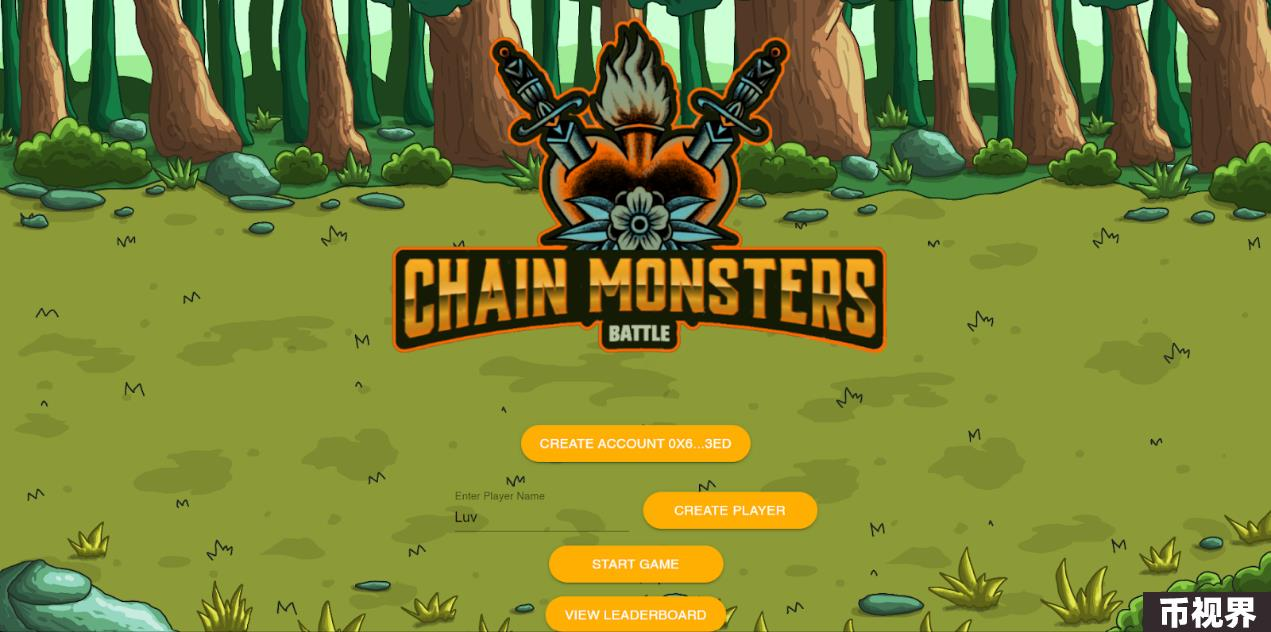 CHAIN MONSTERS
BATTLE
CREATE ACCOUNT 0X6...3ED
Enter Player Name
Luv
CREATE PLAYER
START GAME
VIEW LEADERBOARD
币视界